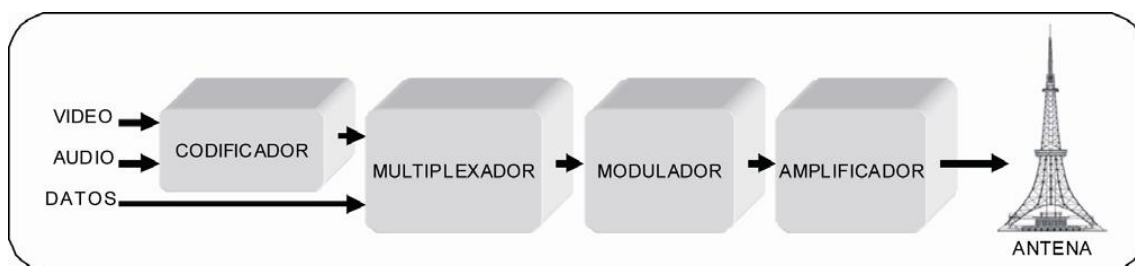 VIDEO
AUDIO
DATOS
CODIFICADOR
MULTIPLEXADOR
MODULADOR
AMPLIFICADOR
ANTENA